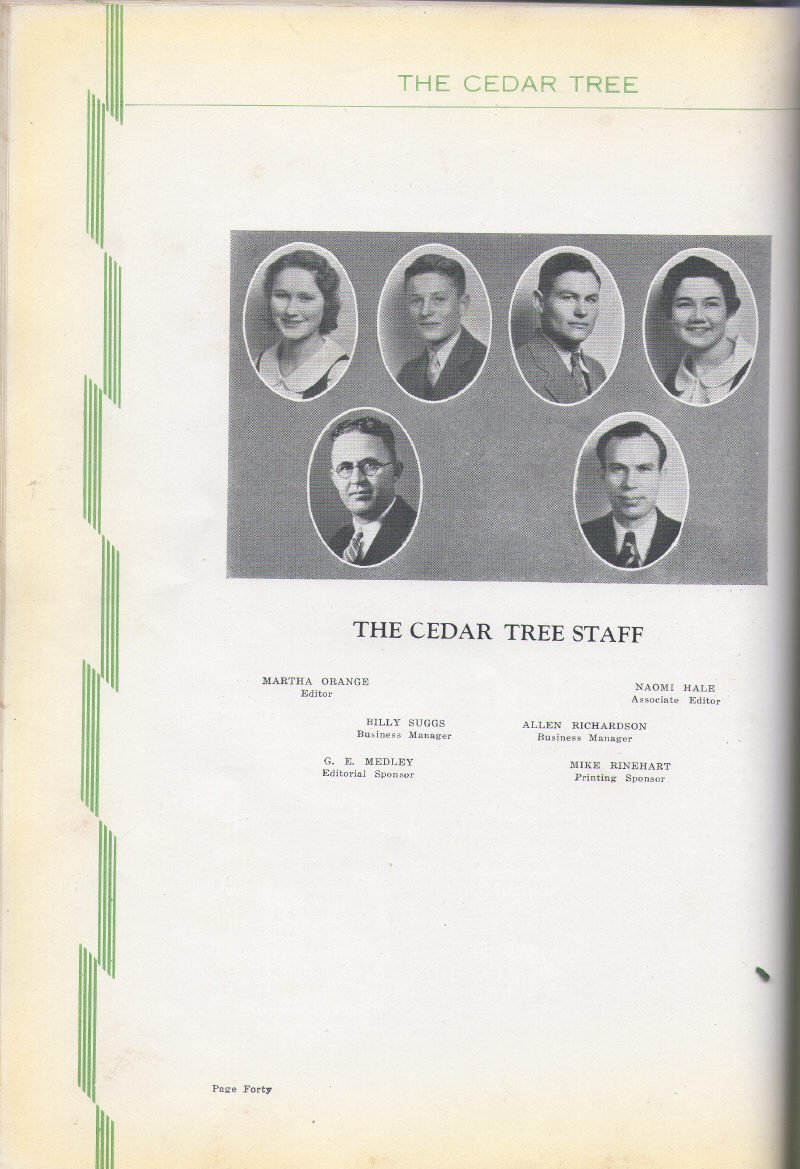 THE CEDAR TREE
THE CEDAR TREE STAFF
MARTHA ORANGE
Editor
NAOMI HALE
Associate Editor
BILLY SUGGS
Business Manager
ALLEN RICHARDSON
Business Manager
G. E. MEDLEY
Editorial Sponsor
MIKE RINEHART
Printing Sponsor
Page Forty